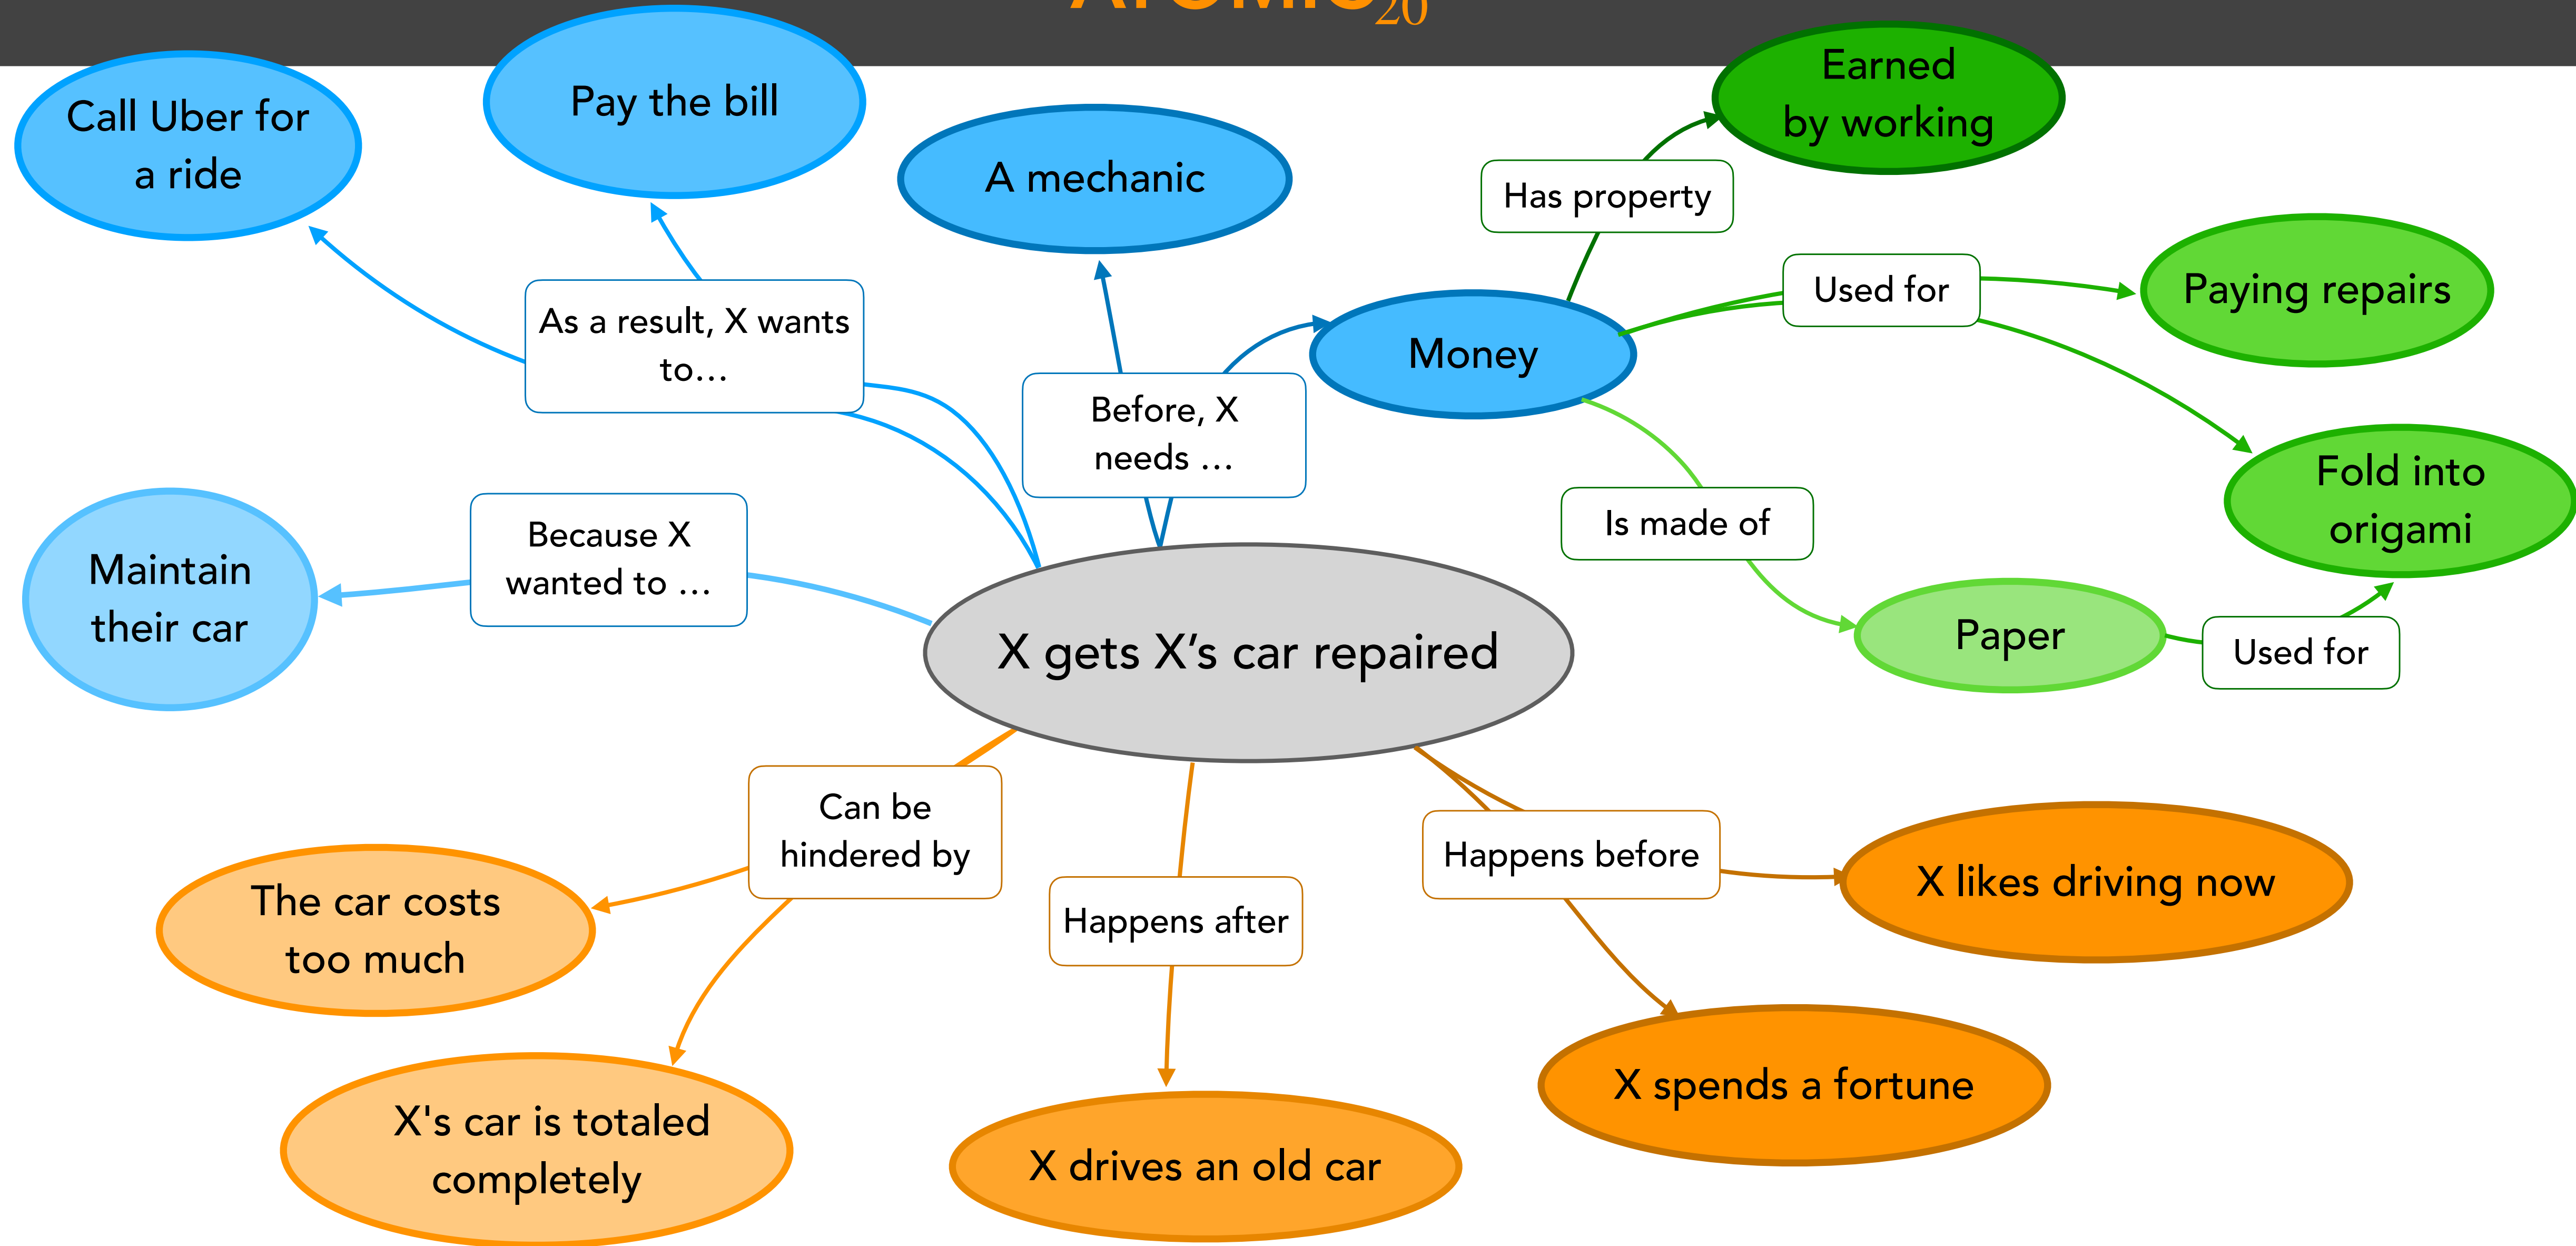 ATOMIC20
Call Uber for
a ride
Pay the bill
A mechanic
Earned
by working
Has property
Used for
Paying repairs
As a result, X wants
to…
Before, X
needs …
Money
Fold into
origami
Is made of
Because X
wanted to …
Maintain
their car
X gets X’s car repaired
Paper
Used for
Can be
hindered by
Happens after
Happens before
X likes driving now
The car costs
too much
X spends a fortune
X's car is totaled
completely
X drives an old car